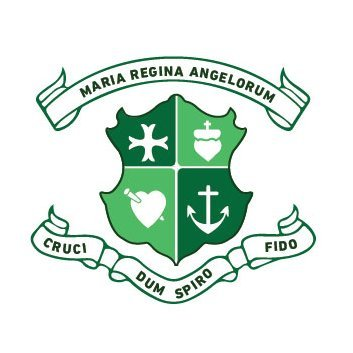 MARIA REGINA ANGELORUM
CRUCI DUM SPIRO FIDO